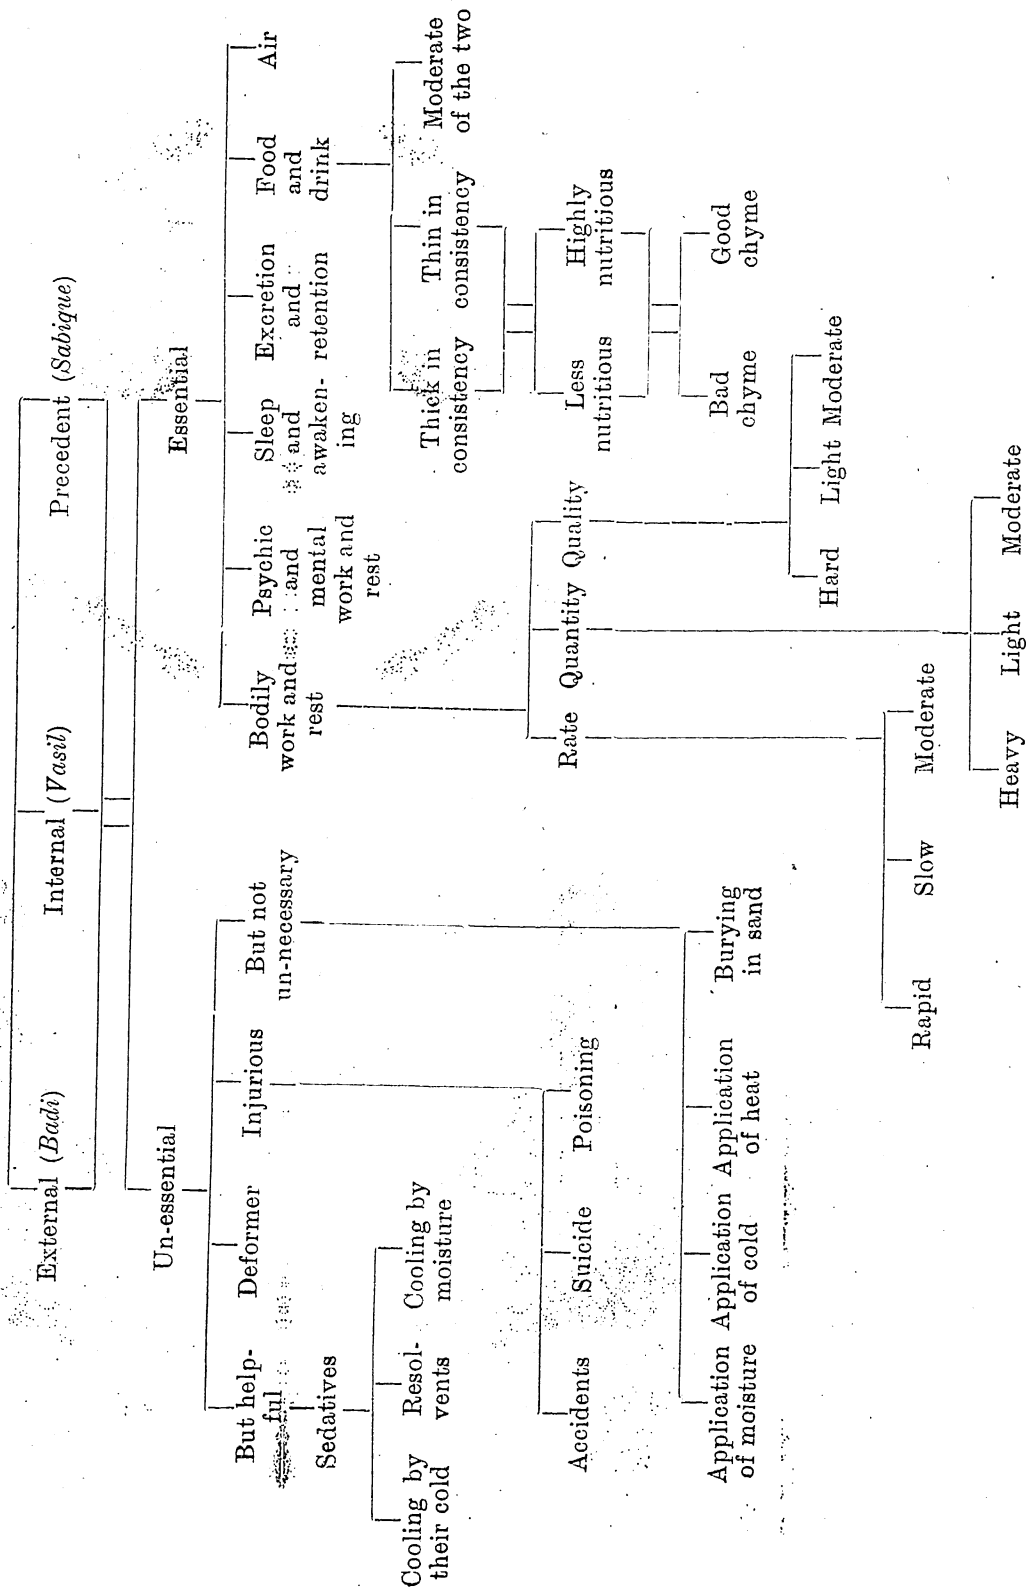 External (Badi)
Internal (Vasil)
Precedent (Sabique)
Un-essential
Essential
But help-
ful
Deformer
Injurious
But not
un-necessary
Bodily
work and
rest
Psychic
and
mental
work and
rest
Sleep
and
awaken-
ing
Excretion
and
retention
Food
and
drink
Air
Sedatives
Cooling by
their cold
Resol-
vents
Cooling by
moisture
Thick in
consistency
Thin in
consistency
Moderate
of the two
Accidents
Suicide
Poisoning
Rate
Quantity
Quality
Less
nutritious
Highly
nutritious
Application
of moisture
Application
of cold
Application
of heat
Burying
in sand
Bad
chyme
Good
chyme
Hard
Light
Moderate
Rapid
Slow
Moderate
Heavy
Light
Moderate